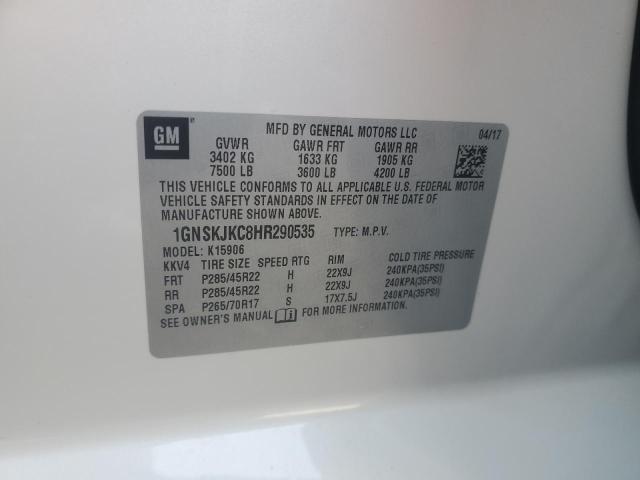 GM
MFD BY GENERAL MOTORS LLC 04/17
GVWR GAWR FRT GAWR RR
3402 KG 1633 KG 1905 KG
7500 LB 3600 LB 4200 LB
THIS VEHICLE CONFORMS TO ALL APPLICABLE U.S. FEDERAL MOTOR
VEHICLE SAFETY STANDARDS IN EFFECT ON THE DATE OF
MANUFACTURE SHOWN ABOVE.
1GNSKJKC8HR290535 TYPE: M.P.V.
MODEL: K15906
KKV4 TIRE SIZE SPEED RTG RIM COLD TIRE PRESSURE
FRT P285/45R22 H 22X9J 240KPA(35PSI)
RR P285/45R22 H 22X9J 240KPA(35PSI)
SPA P265/70R17 S 17X7.5J 240KPA(35PSI)
SEE OWNER'S MANUAL FOR MORE INFORMATION.